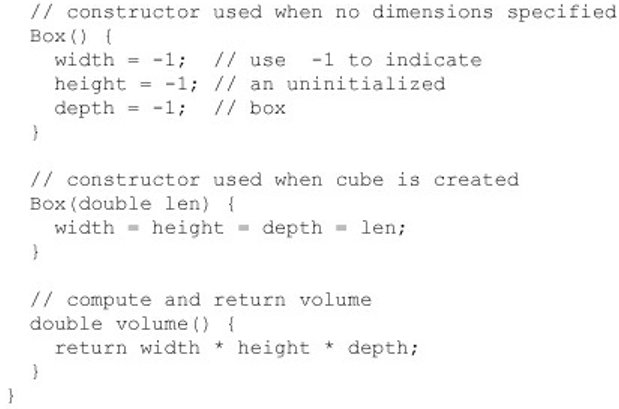 // constructor used when no dimensions specified
Box() {
width = -1; // use -1 to indicate
height = -1; // an uninitialized
depth = -1; // box
}
// constructor used when cube is created
Box(double len) {
width = height = depth = len;
}
// compute and return volume
double volume() {
return width * height * depth;
}
}